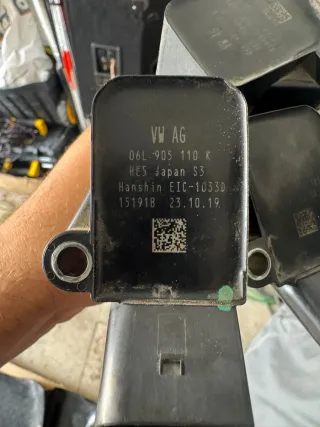 VW AG
06L 905 110 K
HES Japan S3
Hanshin EIC-1033D
151918 23.10.19